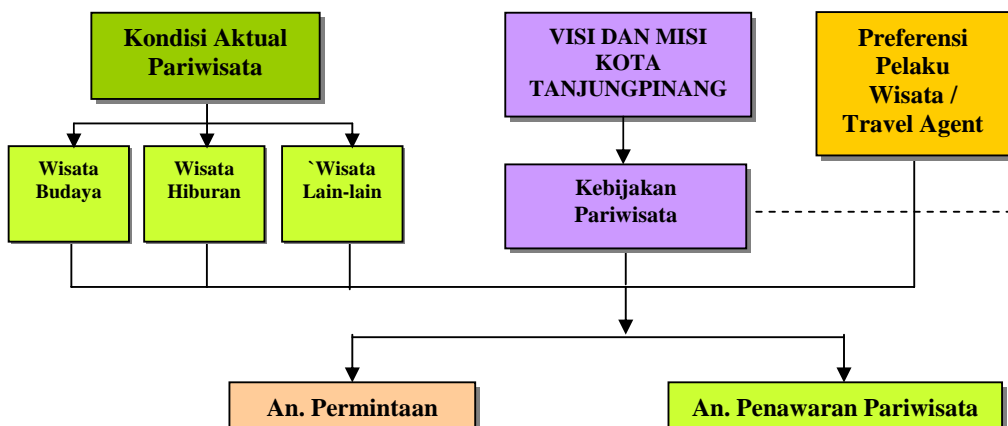 Kondisi Aktual
Pariwisata
VISI DAN MISI
KOTA
TANJUNGPINANG
Preferensi
Pelaku
Wisata /
Travel Agent
Wisata
Budaya
Wisata
Hiburan
`Wisata
Lain-lain
Kebijakan
Pariwisata
An. Permintaan
An. Penawaran Pariwisata